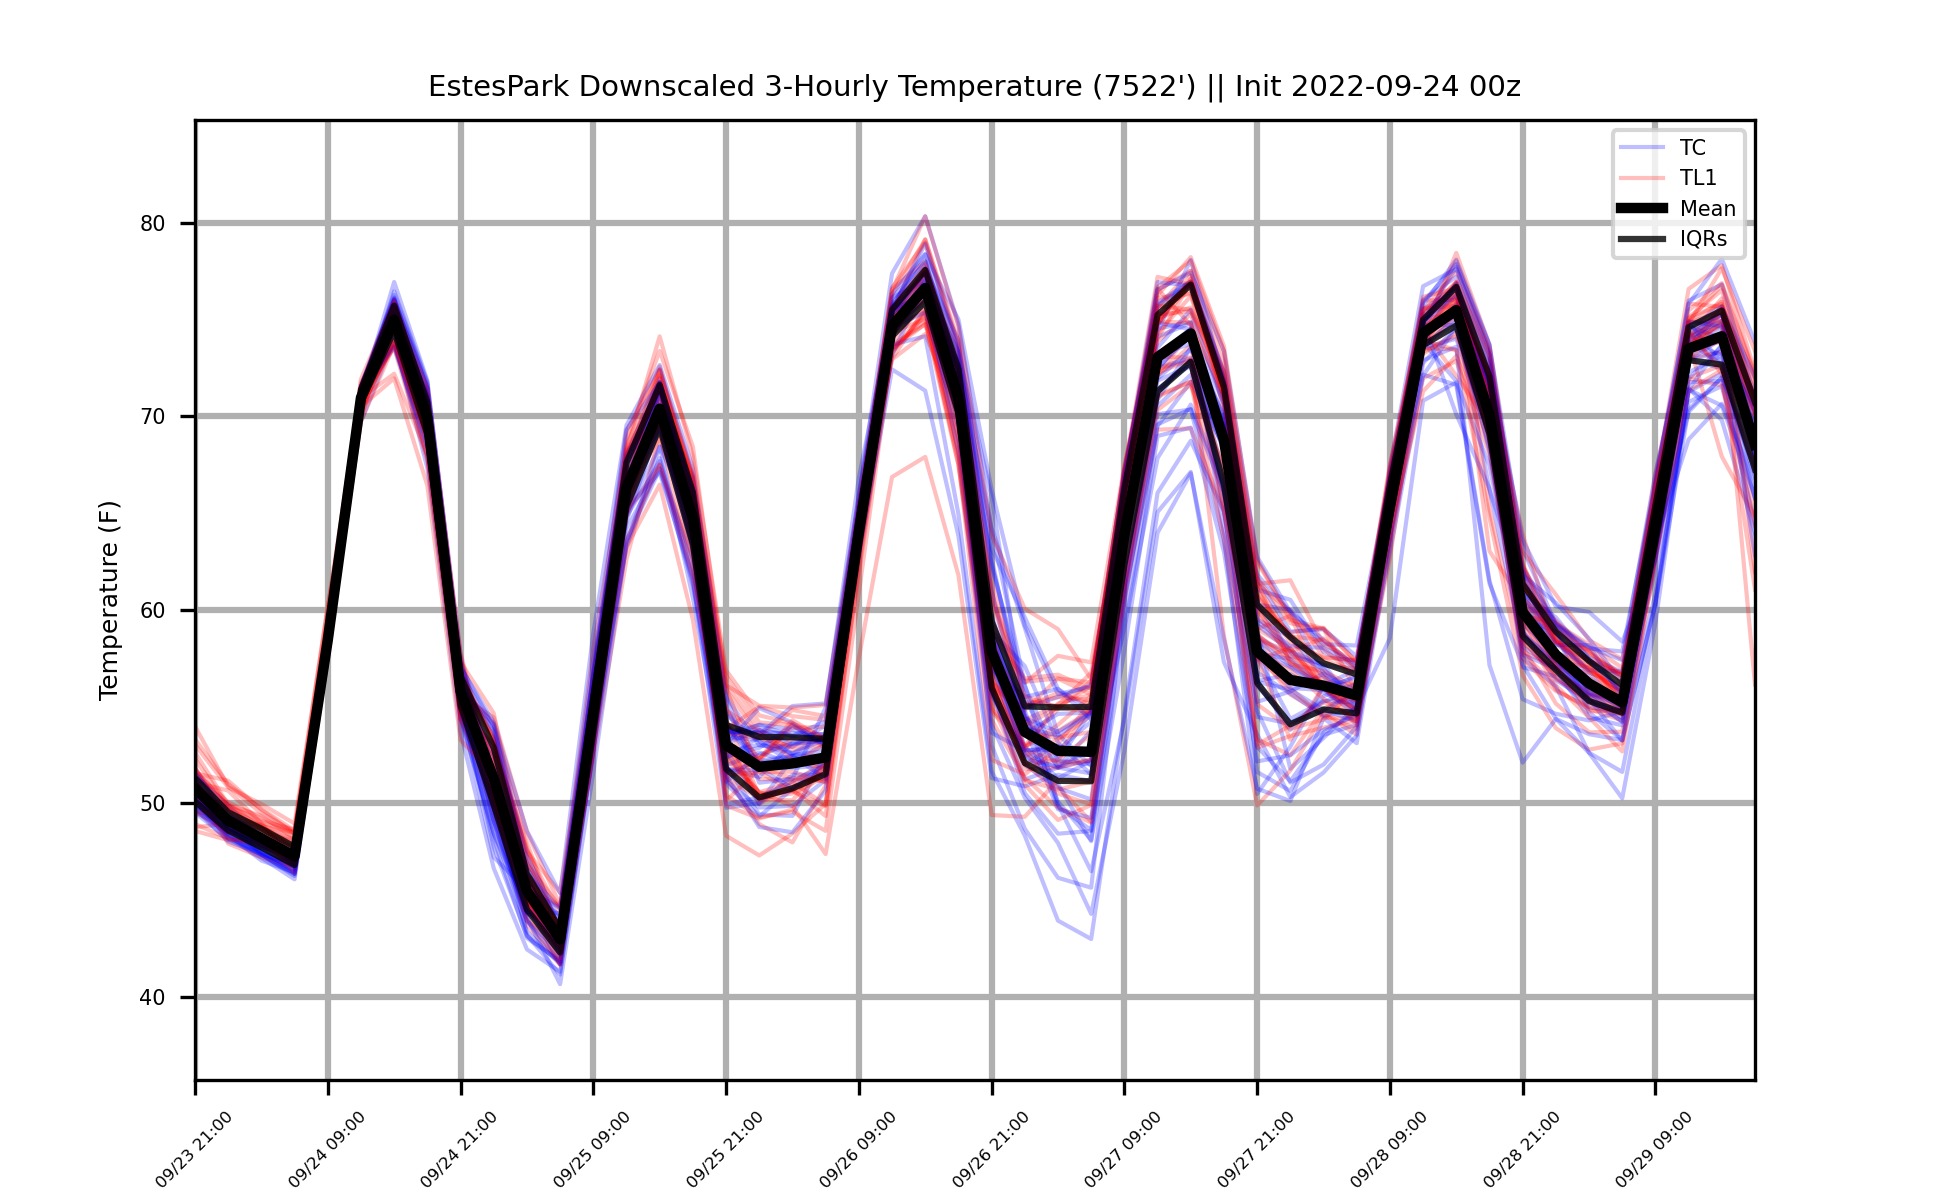 EstesPark Downscaled 3-Hourly Temperature (7522') || Init 2022-09-24 00z
TC
TL1
Mean
IQRs
Temperature (F)
80
70
60
50
40
09/23 21:00
09/24 09:00
09/24 21:00
09/25 09:00
09/25 21:00
09/26 09:00
09/26 21:00
09/27 09:00
09/27 21:00
09/28 09:00
09/28 21:00
09/29 09:00